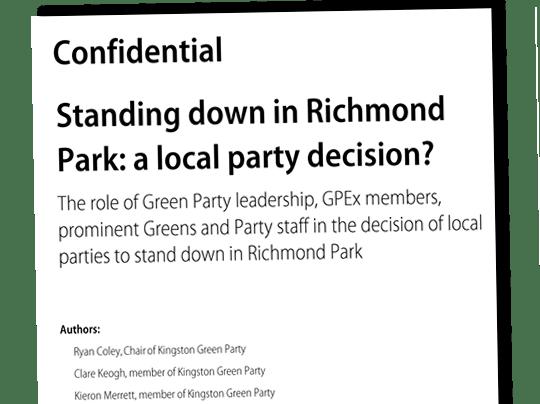 Confidential
Standing down in Richmond
Park: a local party decision?
The role of Green Party leadership, GPEx members,
prominent Greens and Party staff in the decision of local
parties to stand down in Richmond Park
Authors:
Ryan Coley, Chair of Kingston Green Party
Clare Keogh, member of Kingston Green Party
Kieron Merrett, member of Kingston Green Party